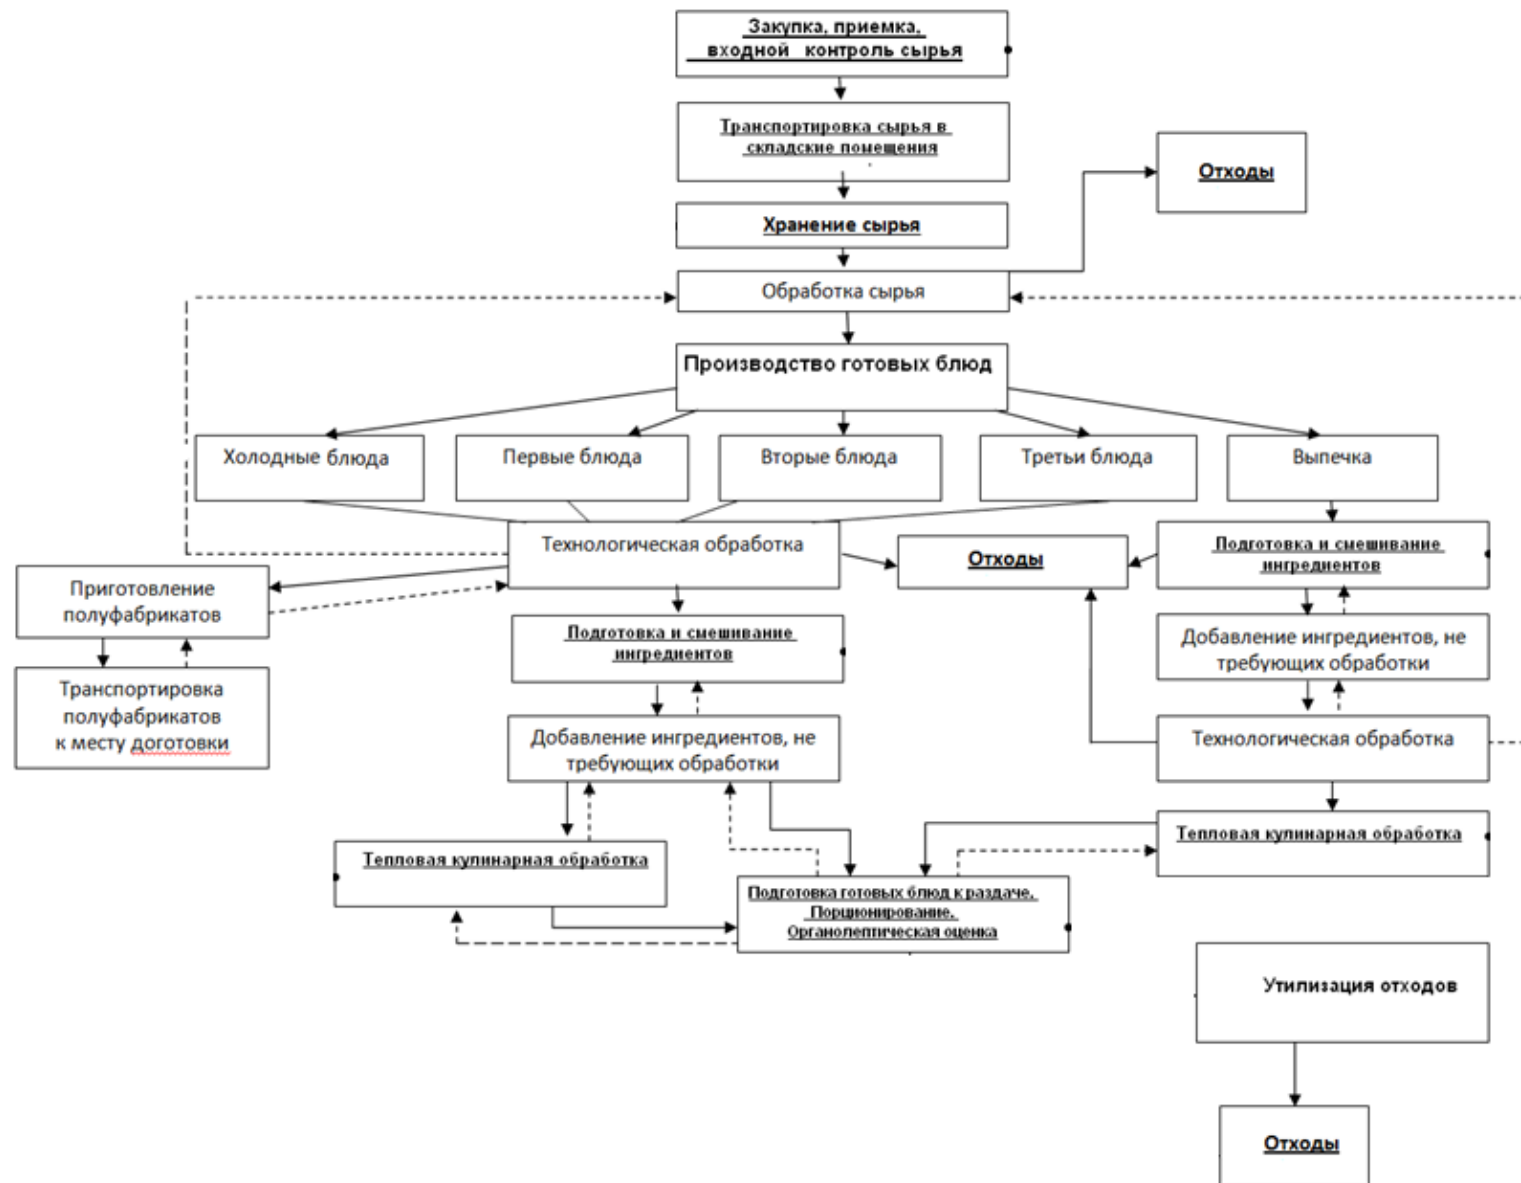 Закупка, приемка,
входной контроль сырья
Транспортировка сырья в
складские помещения
Отходы
Хранение сырья
Обработка сырья
Производство готовых блюд
Холодные блюда
Первые блюда
Вторые блюда
Третьи блюда
Выпечка
Технологическая обработка
Отходы
Подготовка и смешивание
ингредиентов
Приготовление
полуфабрикатов
Подготовка и смешивание
ингредиентов
Добавление ингредиентов, не
требующих обработки
Транспортировка
полуфабрикатов
к месту доготовки
Добавление ингредиентов, не
требующих обработки
Технологическая обработка
Тепловая кулинарная обработка
Тепловая кулинарная обработка
Подготовка готовых блюд к раздаче,
Порционирование,
Органолептическая оценка
Утилизация отходов
Отходы